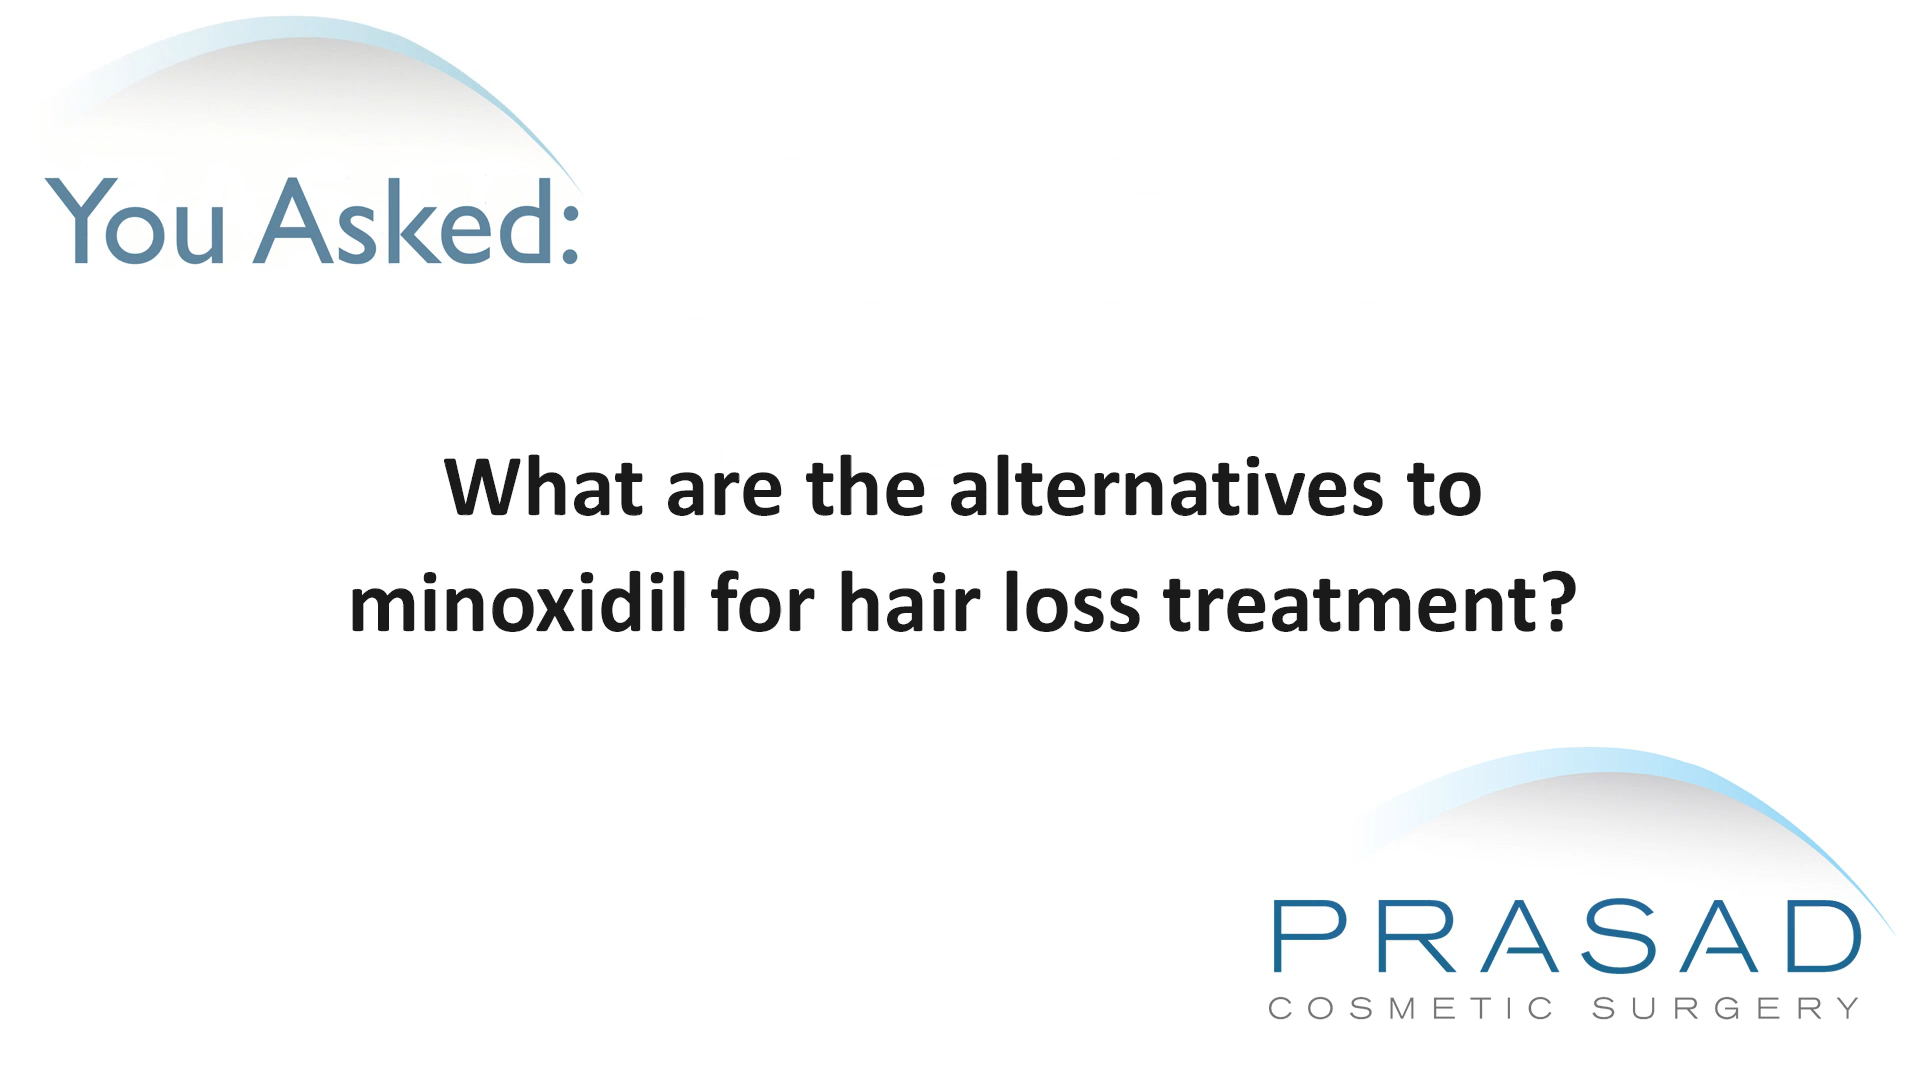 You Asked:
What are the alternatives to
minoxidil for hair loss treatment?
PRASAD
COSMETIC SURGERY